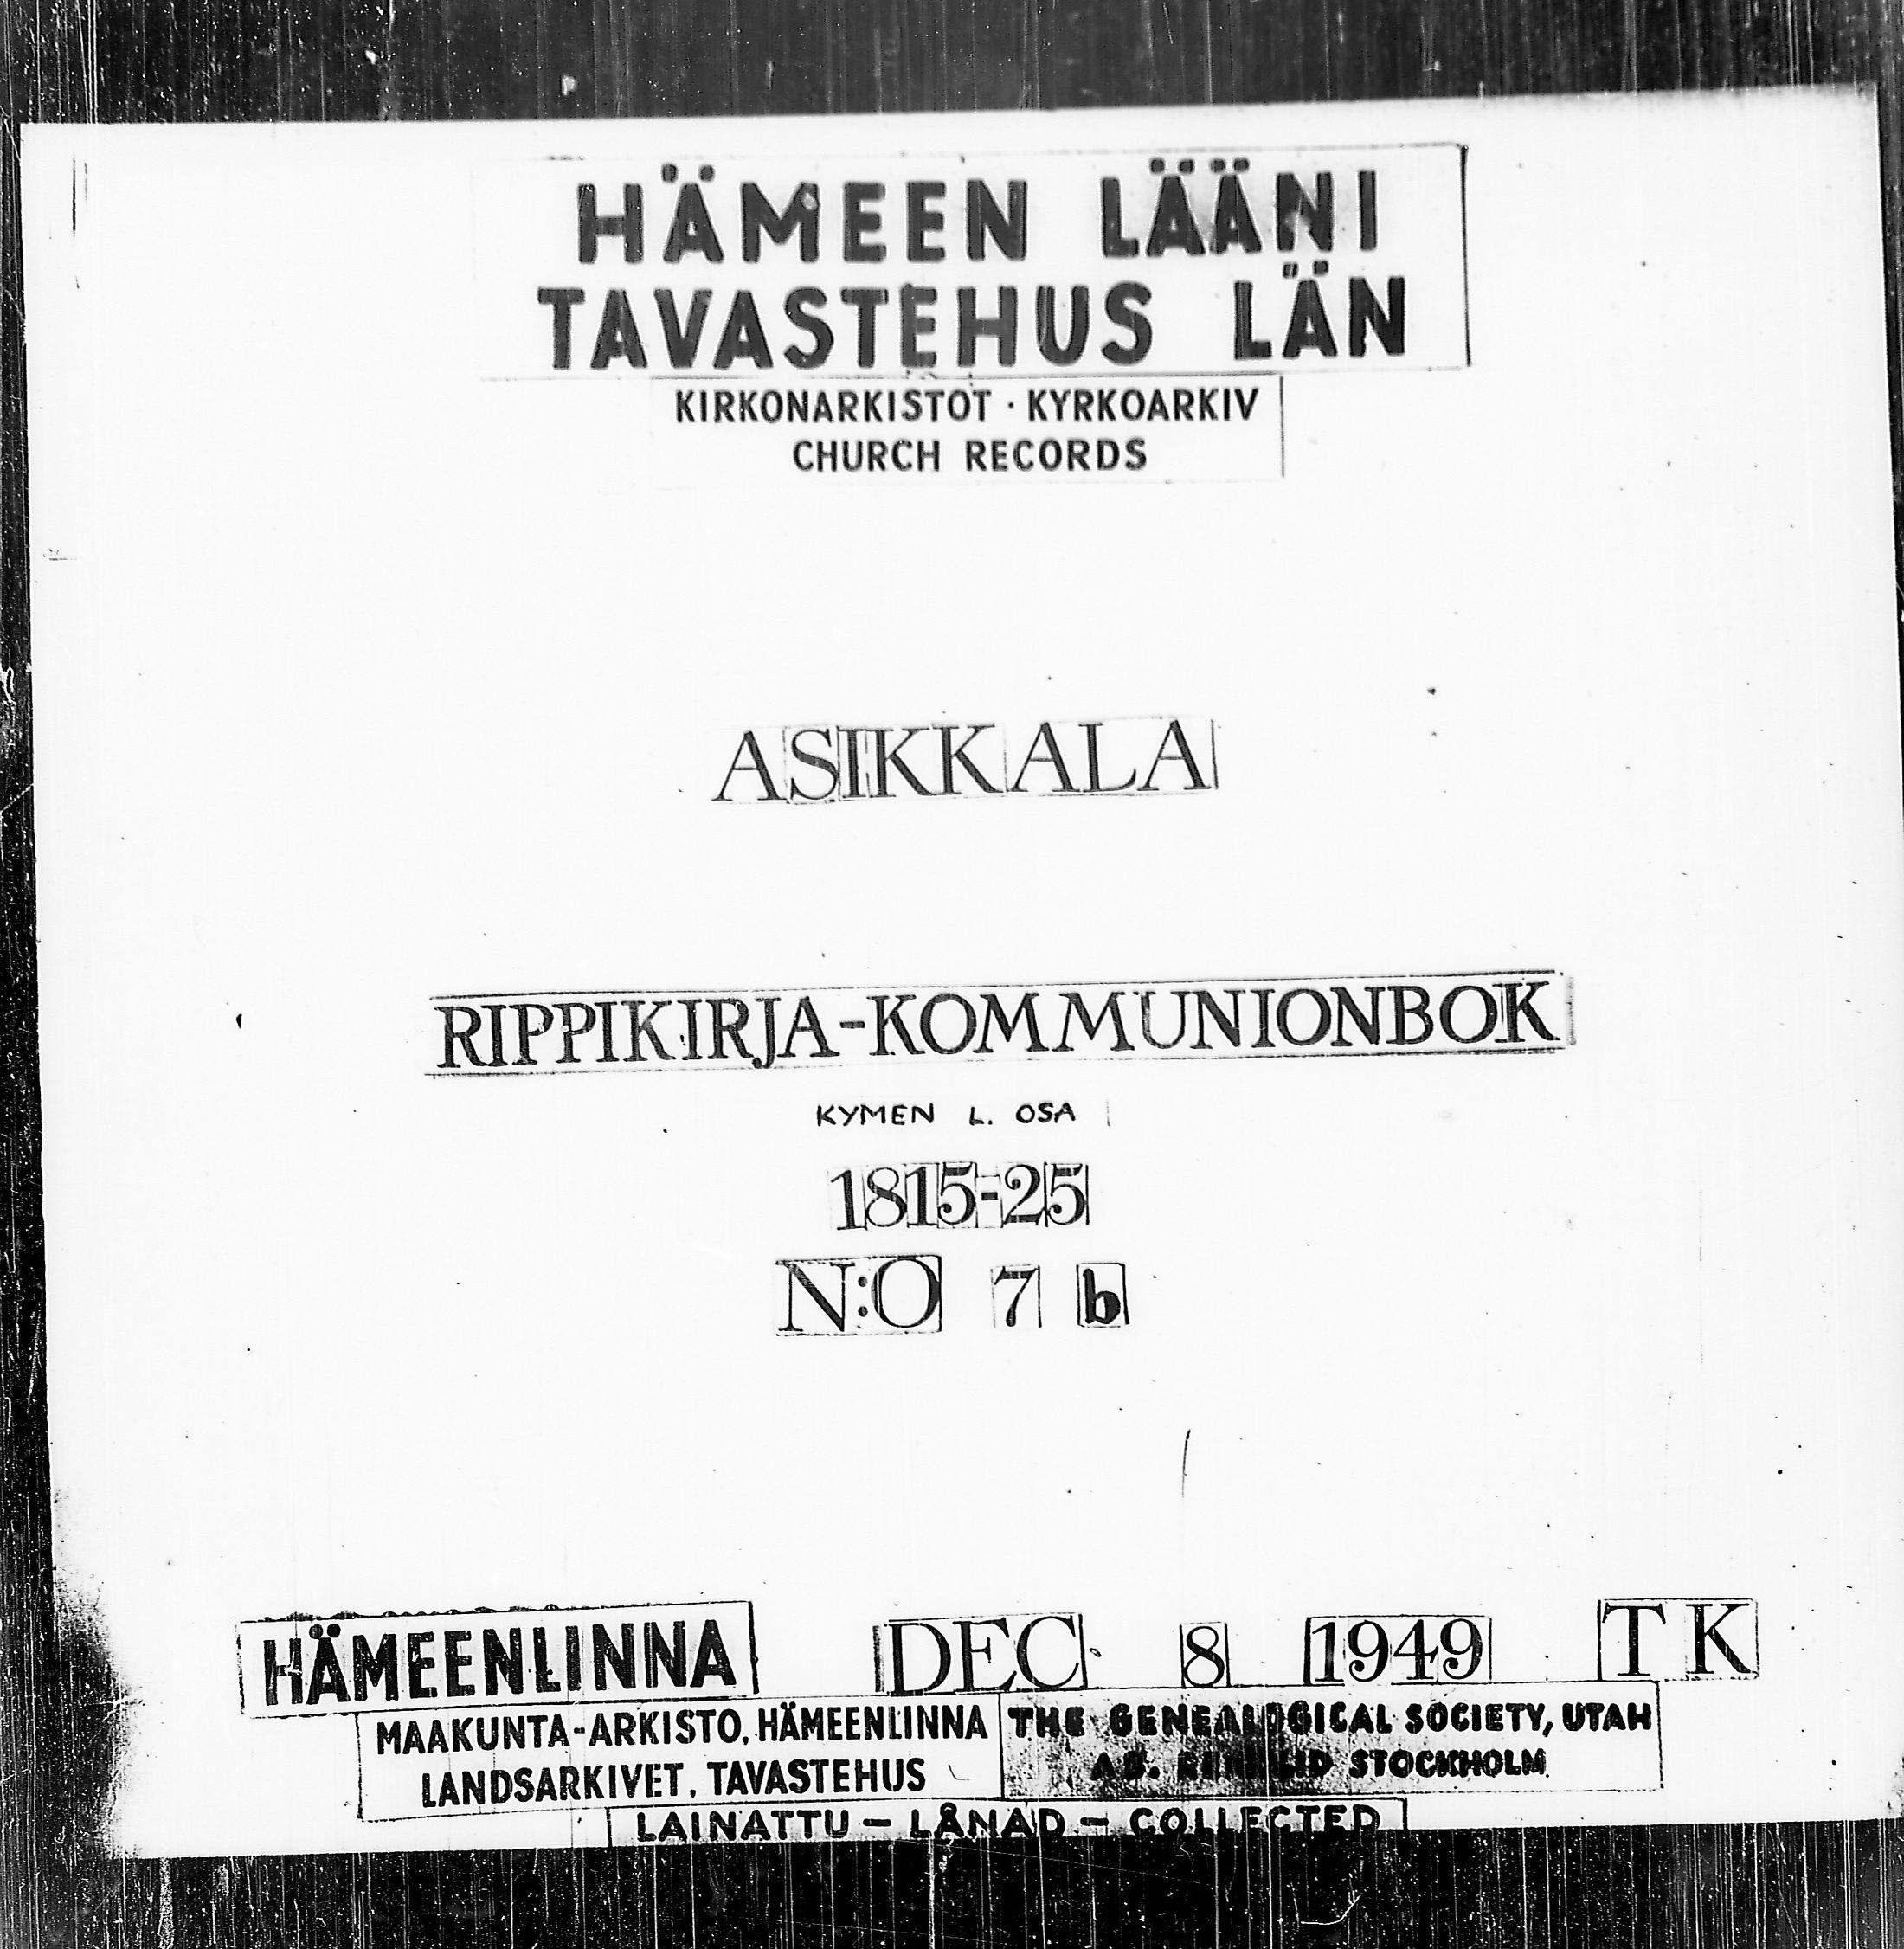 HÄMEEN LÄÄNI
TAVASTEHUS LÄN
KIRKONARKISTOT · KYRKOARKIV
CHURCH RECORDS
ASIKKALA
RIPPIKIRJA-KOMMUNIONBOK
KYMEN L. OSA
1815-25
N:O 7 b
HÄMEENLINNA DEC. 8 1949 TK
MAAKUNTA-ARKISTO, HÄMEENLINNA
LANDSARKIVET, TAVASTEHUS
THE GENEALOGICAL SOCIETY, UTAH
AB. STOCKHOLM
LAINATTU - LÅNAD - COLLECTED